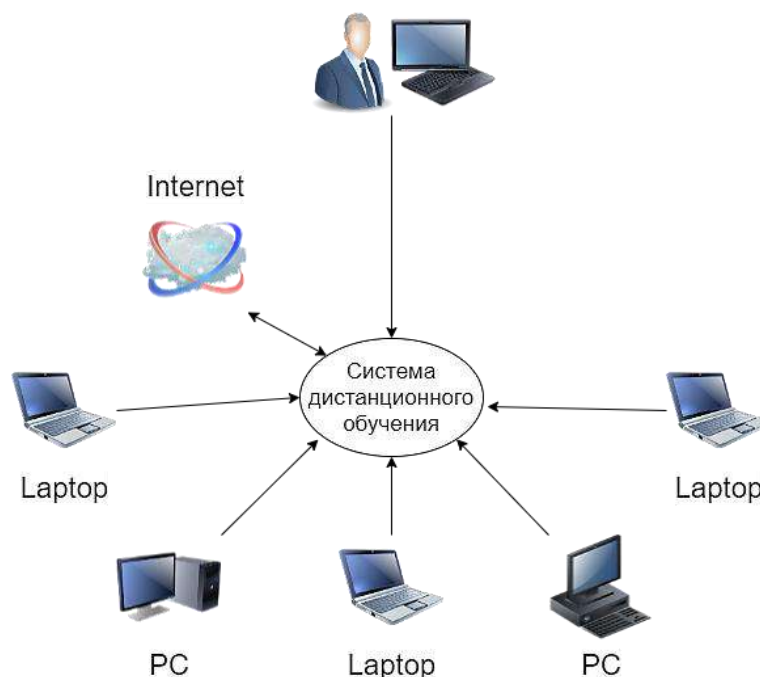 Internet
Система
дистанционного
обучения
Laptop
Laptop
PC
Laptop
PC